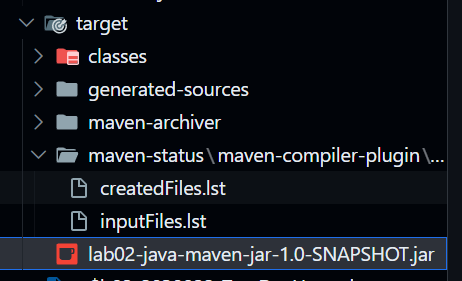 target
classes
generated-sources
maven-archiver
maven-status\maven-compiler-plugin\...
createdFiles.lst
inputFiles.lst
lab02-java-maven-jar-1.0-SNAPSHOT.jar